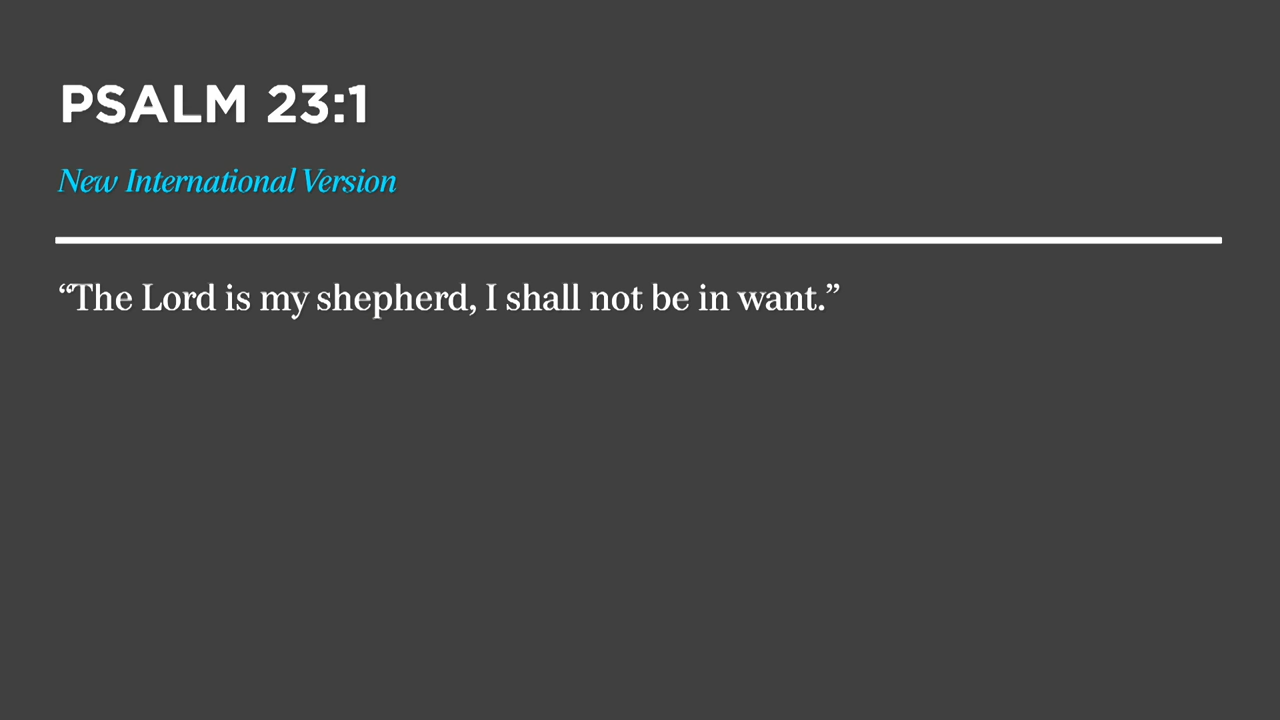 PSALM 23:1
New International Version
“The Lord is my shepherd, I shall not be in want.”